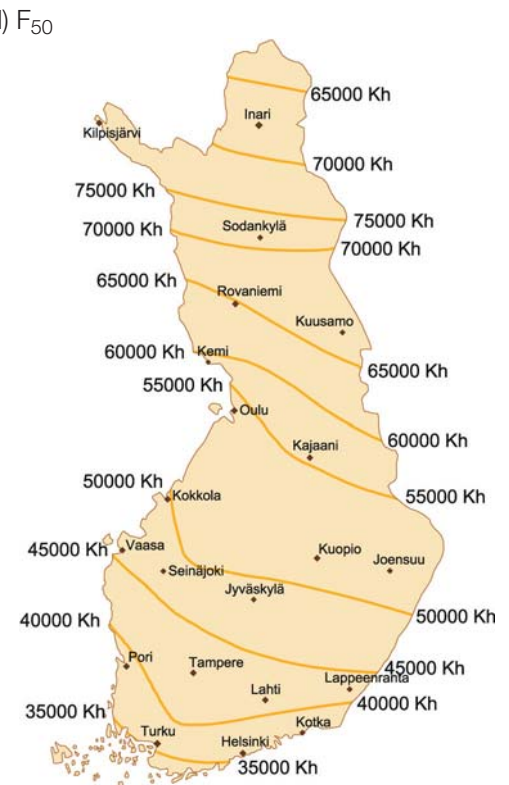 ) F50
65000 Kh
Inari
Kilpisjärvi
70000 Kh
75000 Kh
75000 Kh
70000 Kh
Sodankylä
70000 Kh
65000 Kh
Rovaniemi
Kuusamo
60000 Kh
Kemi
65000 Kh
55000 Kh
Oulu
60000 Kh
Kajaani
50000 Kh
Kokkola
55000 Kh
45000 Kh
Vaasa
Kuopio
Joensuu
Seinäjoki
Jyväskylä
50000 Kh
40000 Kh
Pori
Tampere
45000 Kh
Lappeenranta
Lahti
40000 Kh
35000 Kh
Turku
Kotka
Helsinki
35000 Kh